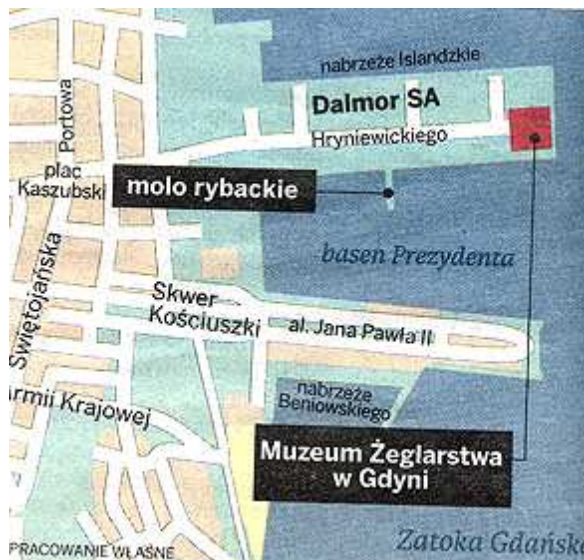 nabrzeże Islandzkie
Dalmor SA
Hryniewickiego
Portowa
plac
Kaszubski
molo rybackie
basen Prezydenta
Świętojańska
Skwer
Kościuszki
al. Jana Pawła II
nabrzeże
Beniowskiego
Armii Krajowej
Muzeum Żeglarstwa
w Gdyni
Zatoka Gdańsk
PRACOWANIE WŁASNE